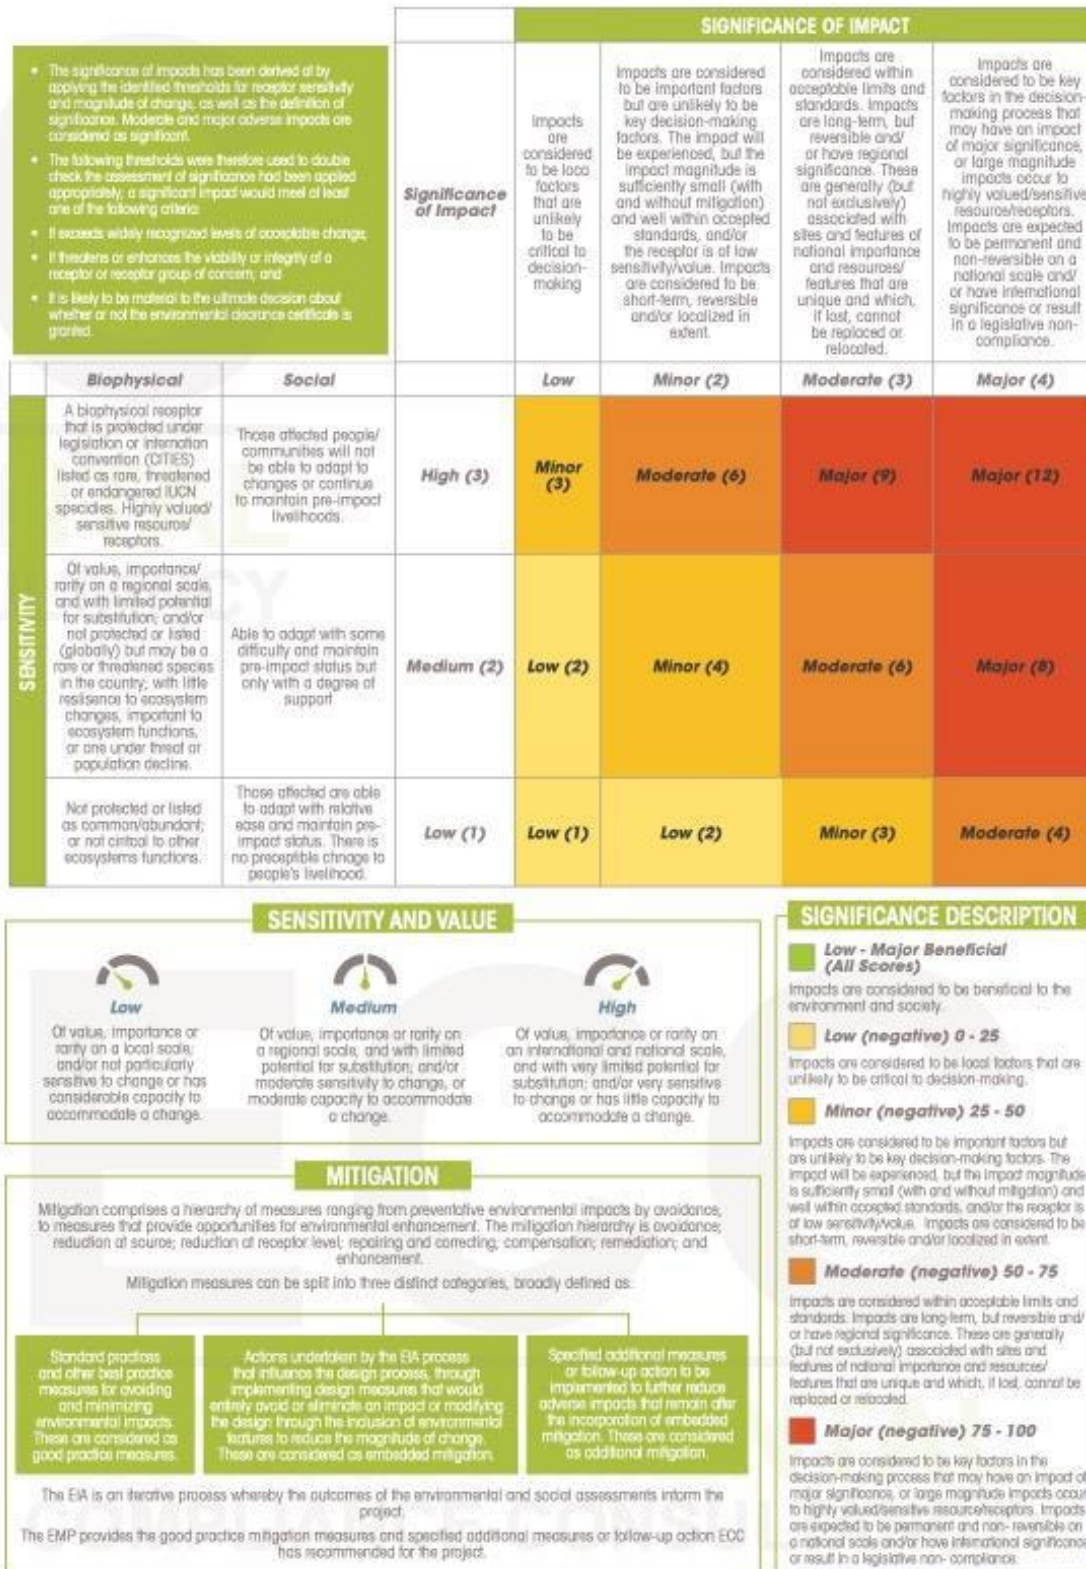 SIGNIFICANCE OF IMPACT
• The significance of impacts has been derived at by
applying the identified thresholds for receptor sensitivity
and magnitude of change, as well as the definition of
significance. Moderate and major adverse impacts are
considered as significant.
• The following thresholds were therefore used to double
check the assessment of significance had been applied
appropriately; a significant impact would meet at least
one of the following criteria:
• It exceeds widely recognized levels of acceptable change;
• It threatens or enhances the viability or integrity of a
receptor or receptor group of concern; and
• It is likely to be material to the ultimate decision about
whether or not the environmental clearance certificate is
granted.
Significance
of Impact
Impacts
are
considered
to be loca
factors
that are
unlikely
to be
critical to
decision-
making
Impacts are considered
to be important factors
but are unlikely to be
key decision-making
factors. The impact will
be experienced, but the
impact magnitude is
sufficiently small (with
and without mitigation)
and well within accepted
standards, and/or
the receptor is of low
sensitivity/value. Impacts
are considered to be
short-term, reversible
and/or localized in
extent.
Impacts are
considered within
acceptable limits and
standards. Impacts
are long-term, but
reversible and/
or have regional
significance. These
are generally (but
not exclusively)
associated with
sites and features of
national importance
and resources/
features that are
unique and which,
if lost, cannot
be replaced or
relocated.
Impacts are
considered to be key
factors in the decision-
making process that
may have an impact
of major significance,
or large magnitude
impacts occur to
highly valued/sensitive
resource/receptors.
Impacts are expected
to be permanent and
non-reversible on a
national scale and/
or have international
significance or result
in a legislative non-
compliance.
Biophysical
Social
Low
Minor (2)
Moderate (3)
Major (4)
SENSITIVITY
A biophysical receptor
that is protected under
legislation or internation
convention (CITIES)
listed as rare, threatened
or endangered IUCN
specidies. Highly valued/
sensitive resouros/
receptors.
Those affected people/
communities will not
be able to adapt to
changes or continue
to maintain pre-impact
livelihoods.
High (3)
Minor
(3)
Moderate (6)
Major (9)
Major (12)
Of value, importance/
rarity on a regional scale,
and with limited potential
for substitution; and/or
not protected or listed
(globally) but may be a
rare or threatened species
in the country; with little
resilisence to ecosystem
changes, important to
ecosystem functions,
or one under threat or
population decline.
Able to adapt with some
difficulty and maintain
pre-impact status but
only with a degree of
support
Medium (2)
Low (2)
Minor (4)
Moderate (6)
Major (8)
Not protected or listed
as common/abundant;
or not cirtical to other
ecosystems functions.
Those affected are able
to adapt with relative
ease and maintain pre-
impact status. There is
no preceptible chnage to
people's livelihood.
Low (1)
Low (1)
Low (2)
Minor (3)
Moderate (4)
SENSITIVITY AND VALUE
Low
Of value, importance or
rarity on a local scale;
and/or not particularly
sensitive to change or has
considerable capacity to
accommodate a change.
Medium
Of value, importance or rarity on
a regional scale, and with limited
potential for substitution; and/or
moderate sensitivity to change, or
moderate capacity to accommodate
a change.
High
Of value, importance or rarity on
an international and national scale,
and with very limited potential for
substitution; and/or very sensitive
to change or has little capacity to
accommodate a change.
MITIGATION
Mitigation comprises a hierarchy of measures ranging from preventative environmental impacts by avoidance,
to measures that provide opportunities for environmental enhancement. The mitigation hierarchy is avoidance;
reduction at source; reduction at receptor level; repairing and correcting; compensation; remediation; and
enhancement.
Mitigation measures can be split into three distinct categories, broadly defined as:
Standard practices
and other best practice
measures for avoiding
and minimizing
environmental impacts.
These are considered as
good practice measures.
Actions undertaken by the EIA process
that influence the design process, through
implementing design measures that would
entirely avoid or eliminate an impact or modifying
the design through the inclusion of environmental
features to reduce the magnitude of change.
These are considered as embedded mitigation.
Specified additional measures
or follow-up action to be
implemented to further reduce
adverse impacts that remain after
the incorporation of embedded
mitigation. These are considered
as additional mitigation.
The EIA is an iterative process whereby the outcomes of the environmental and social assessments inform the
project.
The EMP provides the good practice mitigation measures and specified additional measures or follow-up action ECC
has recommended for the project.
SIGNIFICANCE DESCRIPTION
Low - Major Beneficial
(All Scores)
Impacts are considered to be beneficial to the
environment and society.
Low (negative) 0 - 25
Impacts are considered to be local factors that are
unlikely to be critical to decision-making.
Minor (negative) 25 - 50
Impacts are considered to be important factors but
are unlikely to be key decision-making factors. The
impact will be experienced, but the impact magnitude
is sufficiently small (with and without mitigation) and
well within accepted standards, and/or the receptor is
of low sensitivity/value. Impacts are considered to be
short-term, reversible and/or localized in extent.
Moderate (negative) 50 - 75
Impacts are considered within acceptable limits and
standards. Impacts are long-term, but reversible and/
or have regional significance. These are generally
(but not exclusively) associated with sites and
features of national importance and resources/
features that are unique and which, if lost, cannot be
replaced or relocated.
Major (negative) 75 - 100
Impacts are considered to be key factors in the
decision-making process that may have an impact of
major significance, or large magnitude impacts occur
to highly valued/sensitive resource/receptors. Impacts
are expected to be permanent and non- reversible on
a national scale and/or have international significance
or result in a legislative non- compliance.